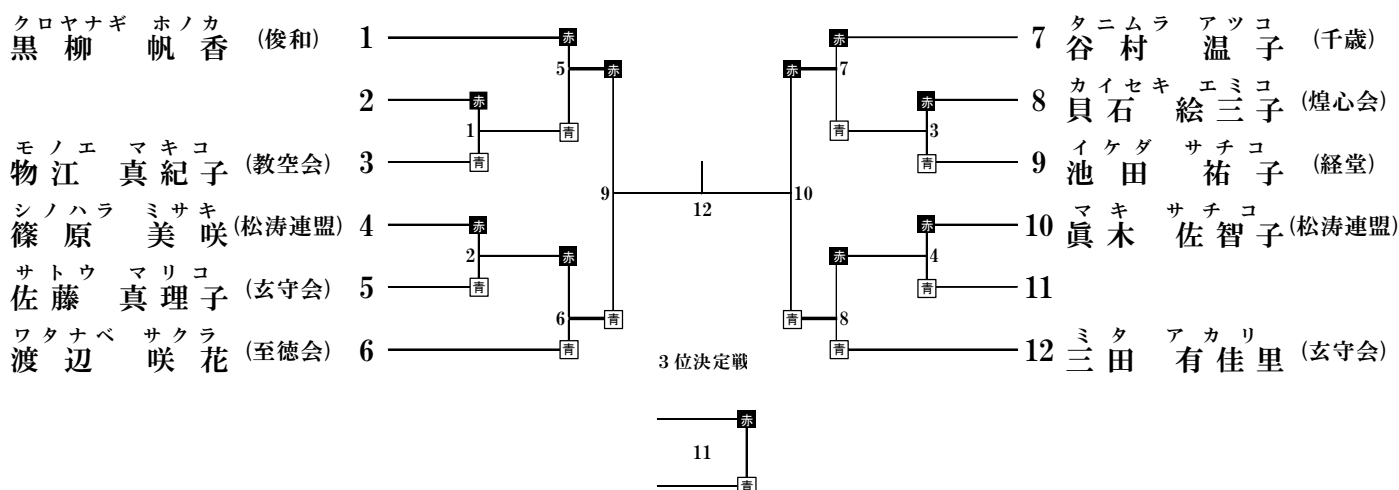 クロヤナギ ホノカ
黒柳 帆香 (俊和) 1
2
モノエ マキコ
物江 真紀子 (教空会) 3
シノハラ ミサキ
篠原 美咲 (松涛連盟) 4
サトウ マリコ
佐藤 真理子 (玄守会) 5
ワタナベ サクラ
渡辺 咲花 (至徳会) 6
赤
5
赤
赤
1
青
青
9
赤
2
青
赤
6
青
青
12
3位決定戦
赤
11
青
赤
7
赤
赤
3
青
青
10
赤
4
青
赤
8
青
青
タニムラ アツコ
7 谷村 温子 (千歳)
カイセキ エミコ
8 貝石 絵三子 (煌心会)
イケダ サチコ
9 池田 祐子 (経堂)
マキ サチコ
10 眞木 佐智子 (松涛連盟)
11
ミタ アカリ
12 三田 有佳里 (玄守会)